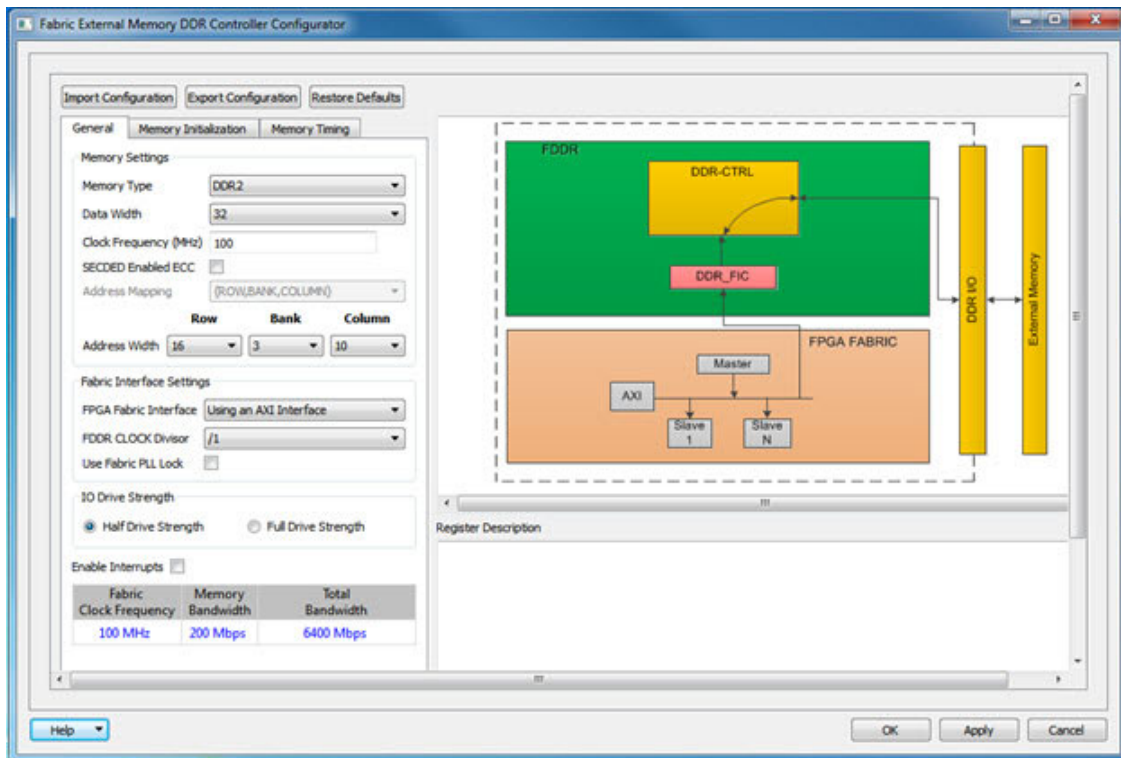 Fabric External Memory DDR Controller Configurator
Import Configuration Export Configuration Restore Defaults
General Memory Initialization Memory Timing
Memory Settings
Memory Type DDR2
Data Width 32
Clock Frequency (MHz) 100
SECDED Enabled ECC
Address Mapping {ROW,BANK,COLUMN}
Row Bank Column
Address Width 16 3 10
Fabric Interface Settings
FPGA Fabric Interface Using an AXI Interface
FDDR CLOCK Divisor /1
Use Fabric PLL Lock
IO Drive Strength
Half Drive Strength Full Drive Strength
Enable Interrupts
Fabric Clock Frequency Memory Bandwidth Total Bandwidth
100 MHz 200 Mbps 6400 Mbps
FDDR
DDR-CTRL
DDR_FIC
FPGA FABRIC
Master
AXI
Slave 1
Slave N
DDR I/O
External Memory
Register Description
Help OK Apply Cancel